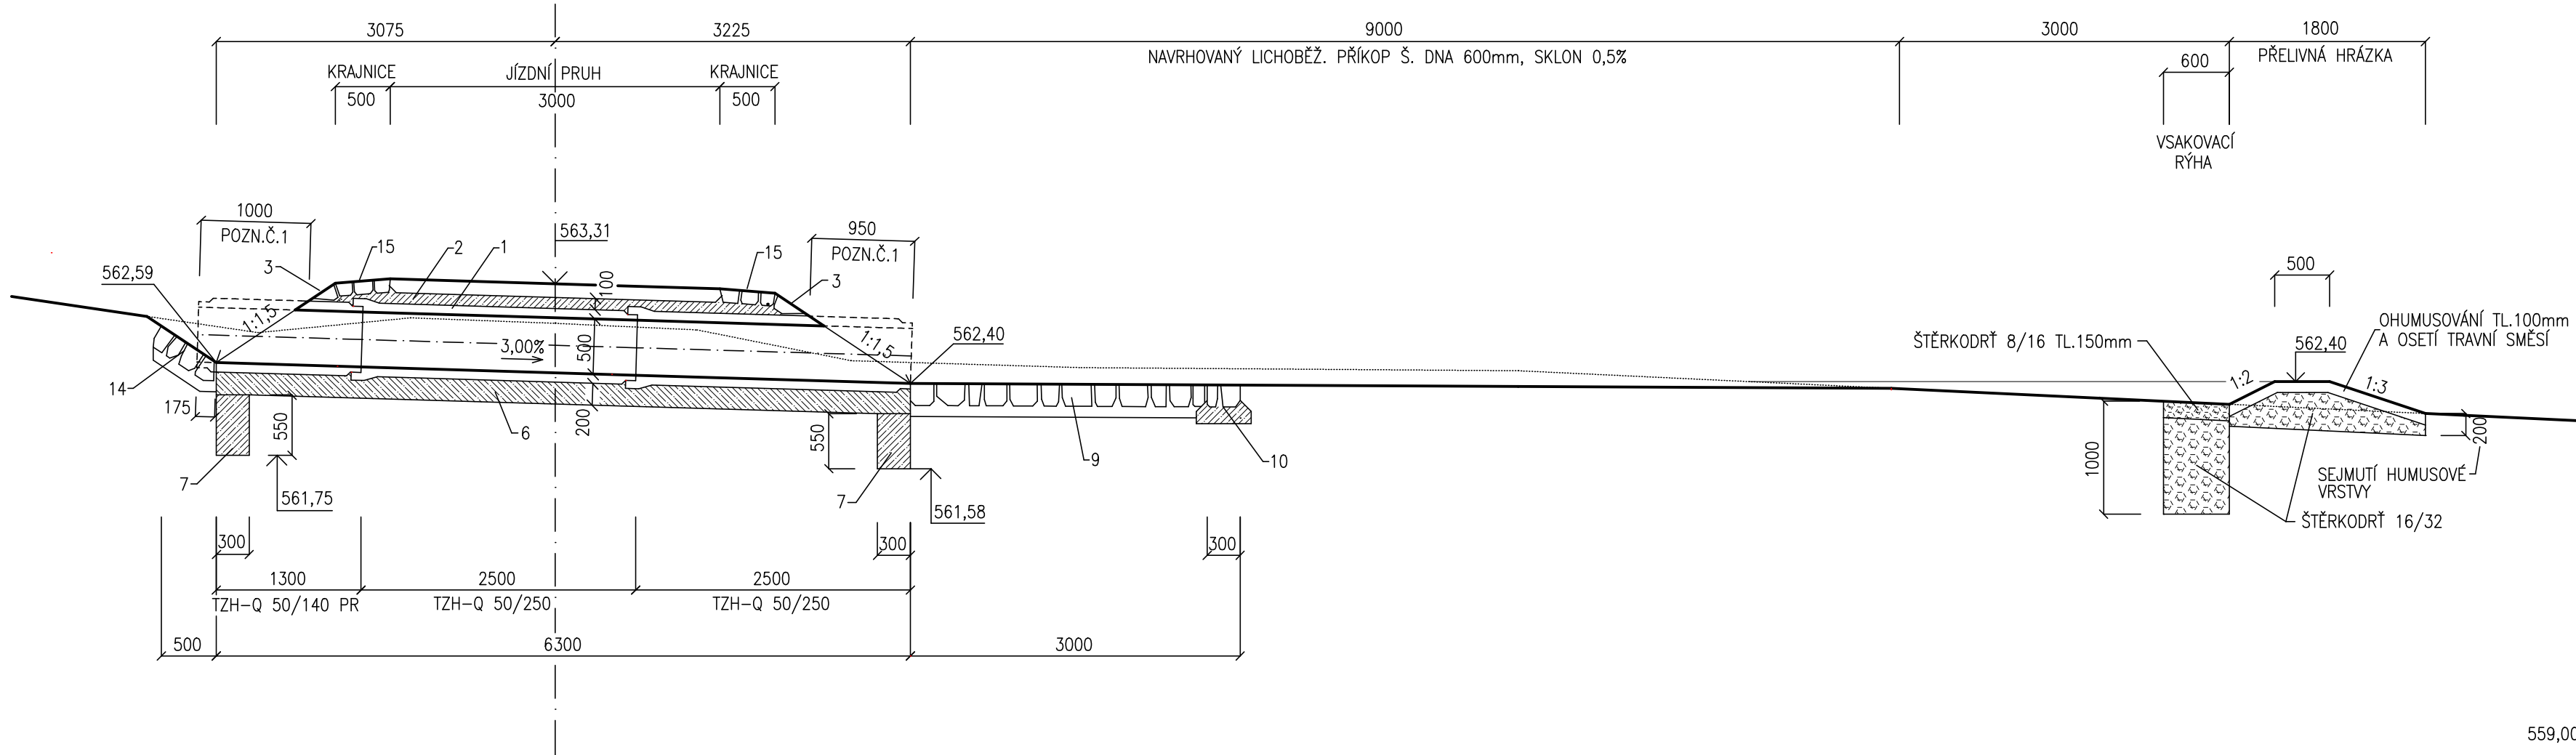 3075
3225
9000
3000
1800
NAVRHOVANÝ LICHOBĚŽ. PŘÍKOP Š. DNA 600mm, SKLON 0,5%
PŘELIVNÁ HRÁZKA
KRAJNICE
JÍZDNÍ PRUH
KRAJNICE
600
500
3000
500
VSAKOVACÍ
RÝHA
1000
POZN.Č.1
950
POZN.Č.1
563,31
15
2
1
15
3
3
562,59
100
500
1:1,5
1:1,5
3,00%
500
562,40
ŠTĚRKODRŤ 8/16 TL.150mm
OHUMUSOVÁNÍ TL.100mm
A OSETÍ TRAVNÍ SMĚSÍ
562,40
1:2
1:3
14
175
550
6
200
550
9
10
1000
200
7
7
561,75
561,58
SEJMUTÍ HUMUSOVÉ
VRSTVY
ŠTĚRKODRŤ 16/32
300
300
300
1300
2500
2500
TZH-Q 50/140 PR
TZH-Q 50/250
TZH-Q 50/250
500
6300
3000
559,00